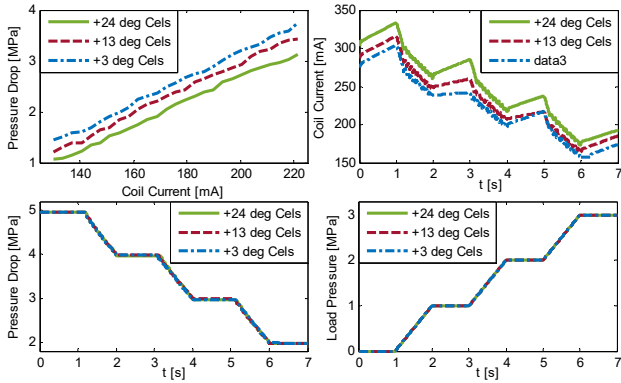 4
3
2
1
Pressure Drop [MPa]
+24 deg Cels
+13 deg Cels
+3 deg Cels
140 160 180 200 220
Coil Current [mA]
350
300
250
200
150
Coil Current [mA]
+24 deg Cels
+13 deg Cels
data3
0 1 2 3 4 5 6 7
t [s]
5
4
3
2
Pressure Drop [MPa]
+24 deg Cels
+13 deg Cels
+3 deg Cels
0 1 2 3 4 5 6 7
t [s]
3
2
1
0
Load Pressure [MPa]
+24 deg Cels
+13 deg Cels
+3 deg Cels
0 1 2 3 4 5 6 7
t [s]